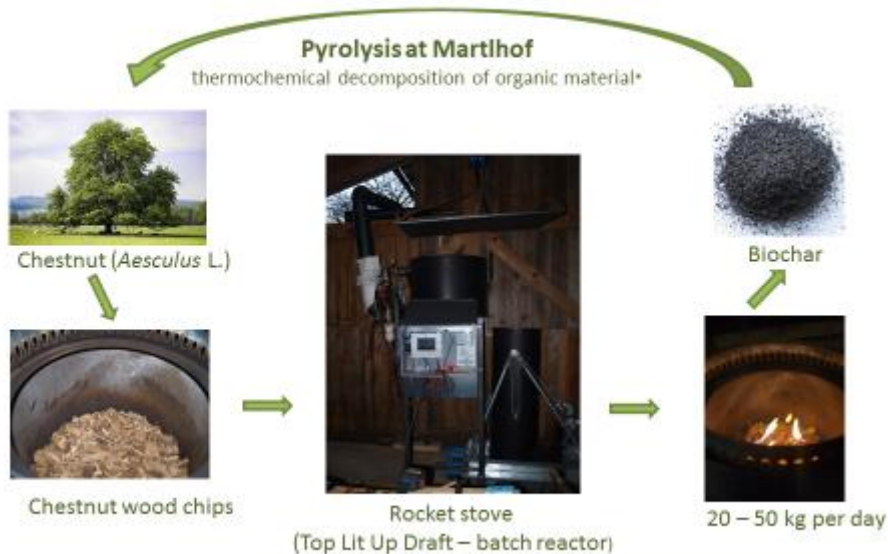 Pyrolysis at Martlhof
thermochemical decomposition of organic material*
Chestnut (Aesculus L.)
Biochar
Chestnut wood chips
Rocket stove
(Top Lit Up Draft – batch reactor)
20 – 50 kg per day